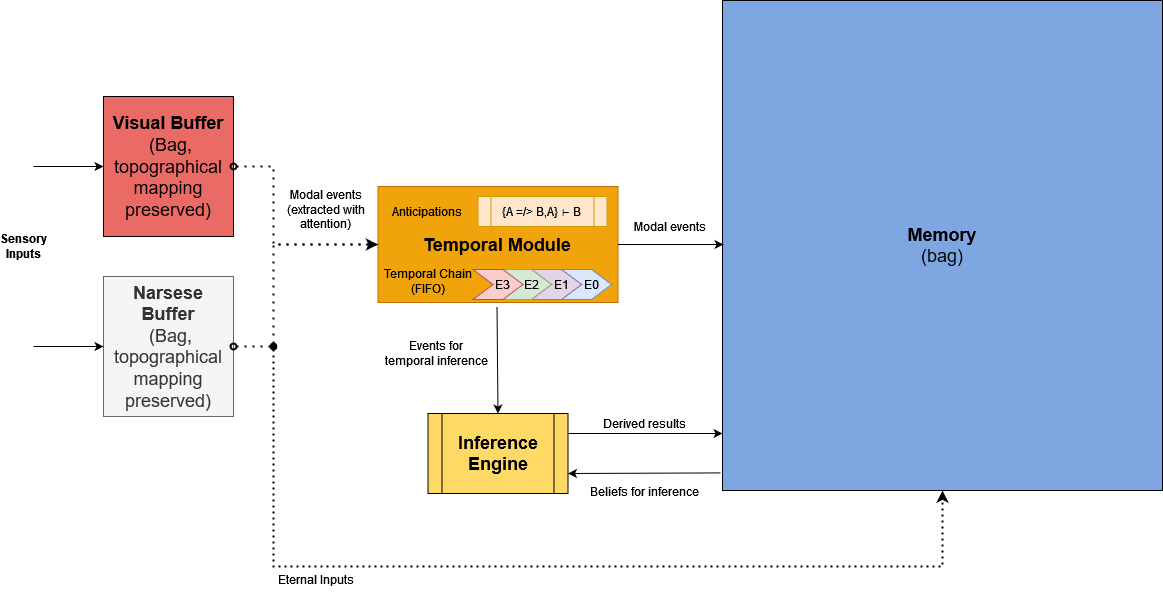 Visual Buffer
(Bag,
topographical
mapping
preserved)
Sensory
Inputs
Narsese
Buffer
(Bag,
topographical
mapping
preserved)
Modal events
(extracted with
attention)
Anticipations
{A =/> B,A} ⊢ B
Temporal Module
Temporal Chain
(FIFO)
E3
E2
E1
E0
Modal events
Memory
(bag)
Events for
temporal inference
Inference
Engine
Derived results
Beliefs for inference
Eternal Inputs